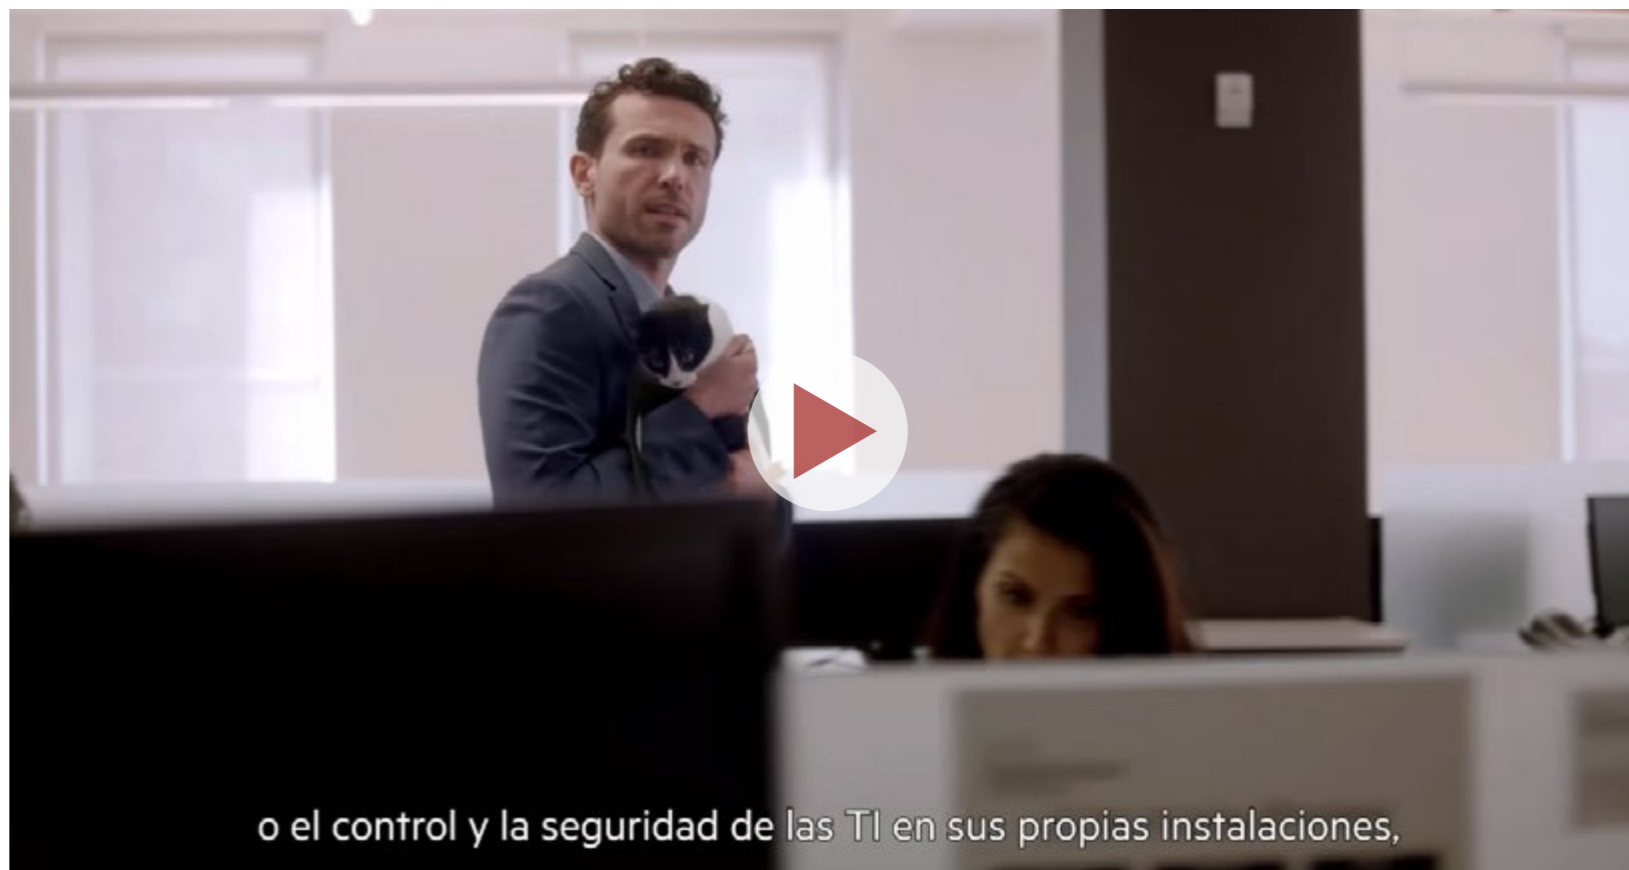 o el control y la seguridad de las TI en sus propias instalaciones,